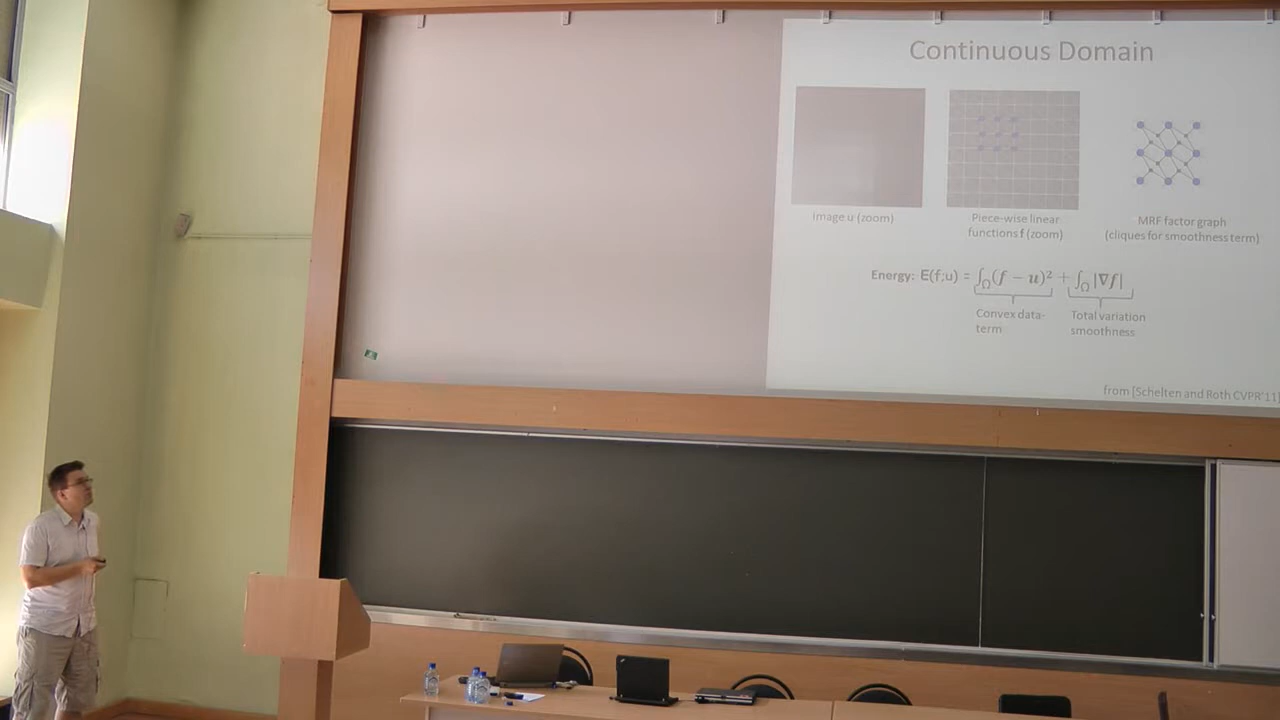 Continuous Domain
Image u (zoom)
Piece-wise linear
functions f (zoom)
MRF factor graph
(cliques for smoothness term)
Energy: E(f;u) = ∫Ω(f − u)² + ∫Ω|∇f|
Convex data-
term
Total variation
smoothness
from [Schelten and Roth CVPR'11]